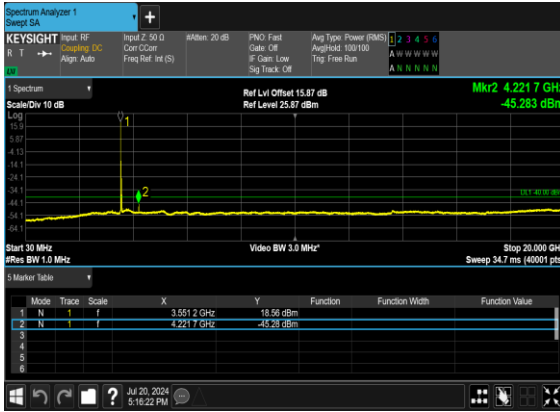 Spectrum Analyzer 1
Swept SA
+
KEYSIGHT Input: RF Input Z: 50 Ω #Atten: 20 dB PNO: Fast Avg Type: Power (RMS) 1 2 3 4 5 6
R T Coupling: DC Corr CCorr Gate: Off Avg|Hold: 100/100 A W W W W W
Align: Auto Freq Ref: Int (S) IF Gain: Low Trig: Free Run
Sig Track: Off A N N N N N
1 Spectrum
Scale/Div 10 dB
Ref Lvl Offset 15.87 dB
Ref Level 25.87 dBm
Mkr2 4.221 7 GHz
-45.283 dBm
Log
15.9
5.87
-4.13
-14.1
-24.1
-34.1
-44.1
-54.1
-64.1
1
2
DL1 -40.00 dBm
Start 30 MHz Video BW 3.0 MHz* Stop 20.000 GHz
#Res BW 1.0 MHz Sweep 34.7 ms (40001 pts)
5 Marker Table
Mode Trace Scale X Y Function Function Width Function Value
1 N 1 f 3.551 2 GHz 18.56 dBm
2 N 1 f 4.221 7 GHz -45.28 dBm
3
4
5
6
?
Jul 20, 2024
5:16:22 PM